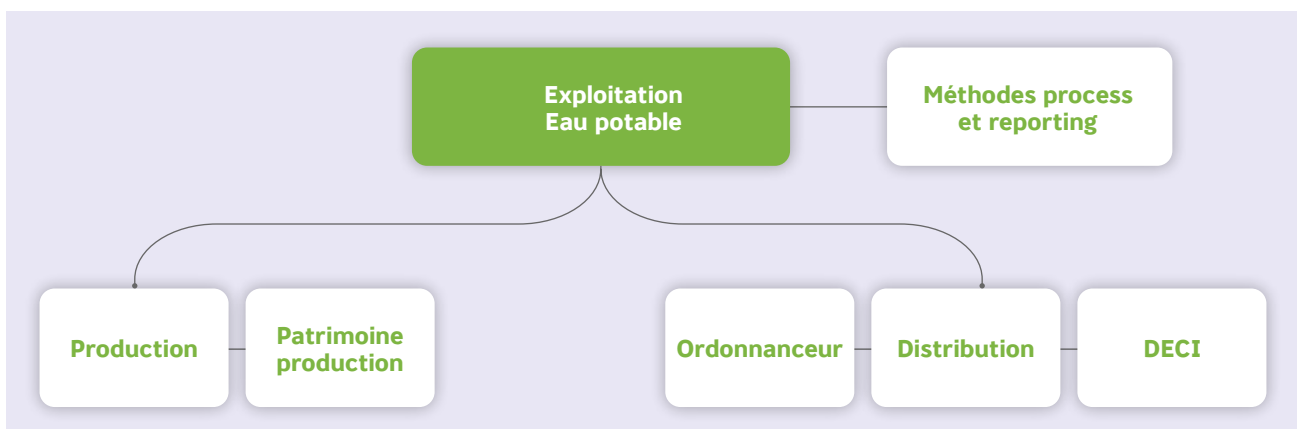 Exploitation
Eau potable
Méthodes process
et reporting
Production
Patrimoine
production
Ordonnanceur
Distribution
DECI